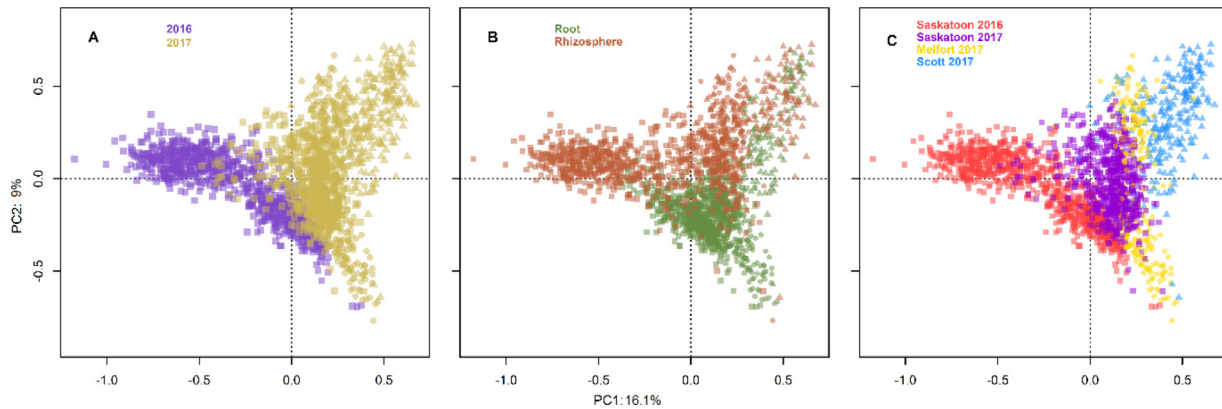 A
2016
2017
B
Root
Rhizosphere
C
Saskatoon 2016
Saskatoon 2017
Melfort 2017
Scott 2017
PC2: 9%
0.5
0.0
-0.5
-1.0 -0.5 0.0 0.5
-1.0 -0.5 0.0 0.5
-1.0 -0.5 0.0 0.5
PC1: 16.1%